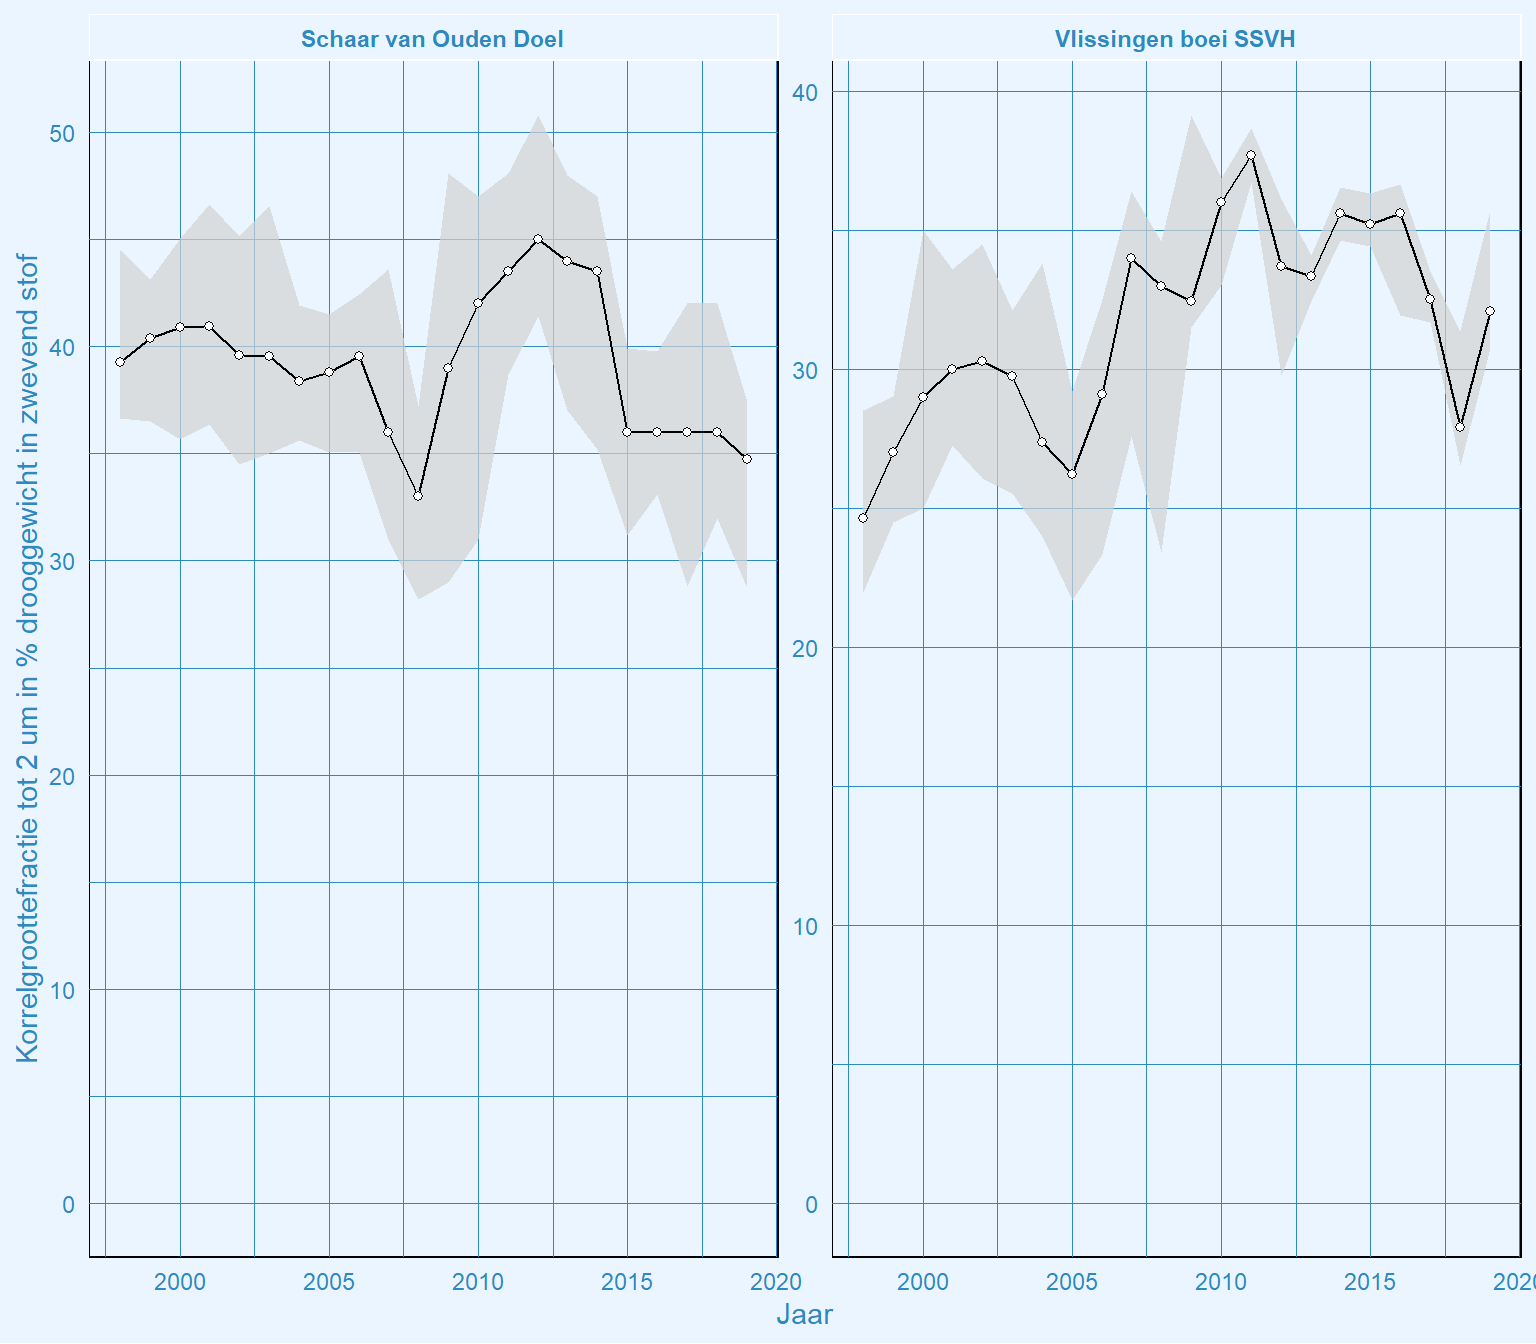 Schaar van Ouden Doel
Vlissingen boei SSVH
Korrelgroottefractie tot 2 um in % drooggewicht in zwevend stof
50
40
30
20
10
0
40
30
20
10
0
2000 2005 2010 2015 2020
2000 2005 2010 2015 2020
Jaar